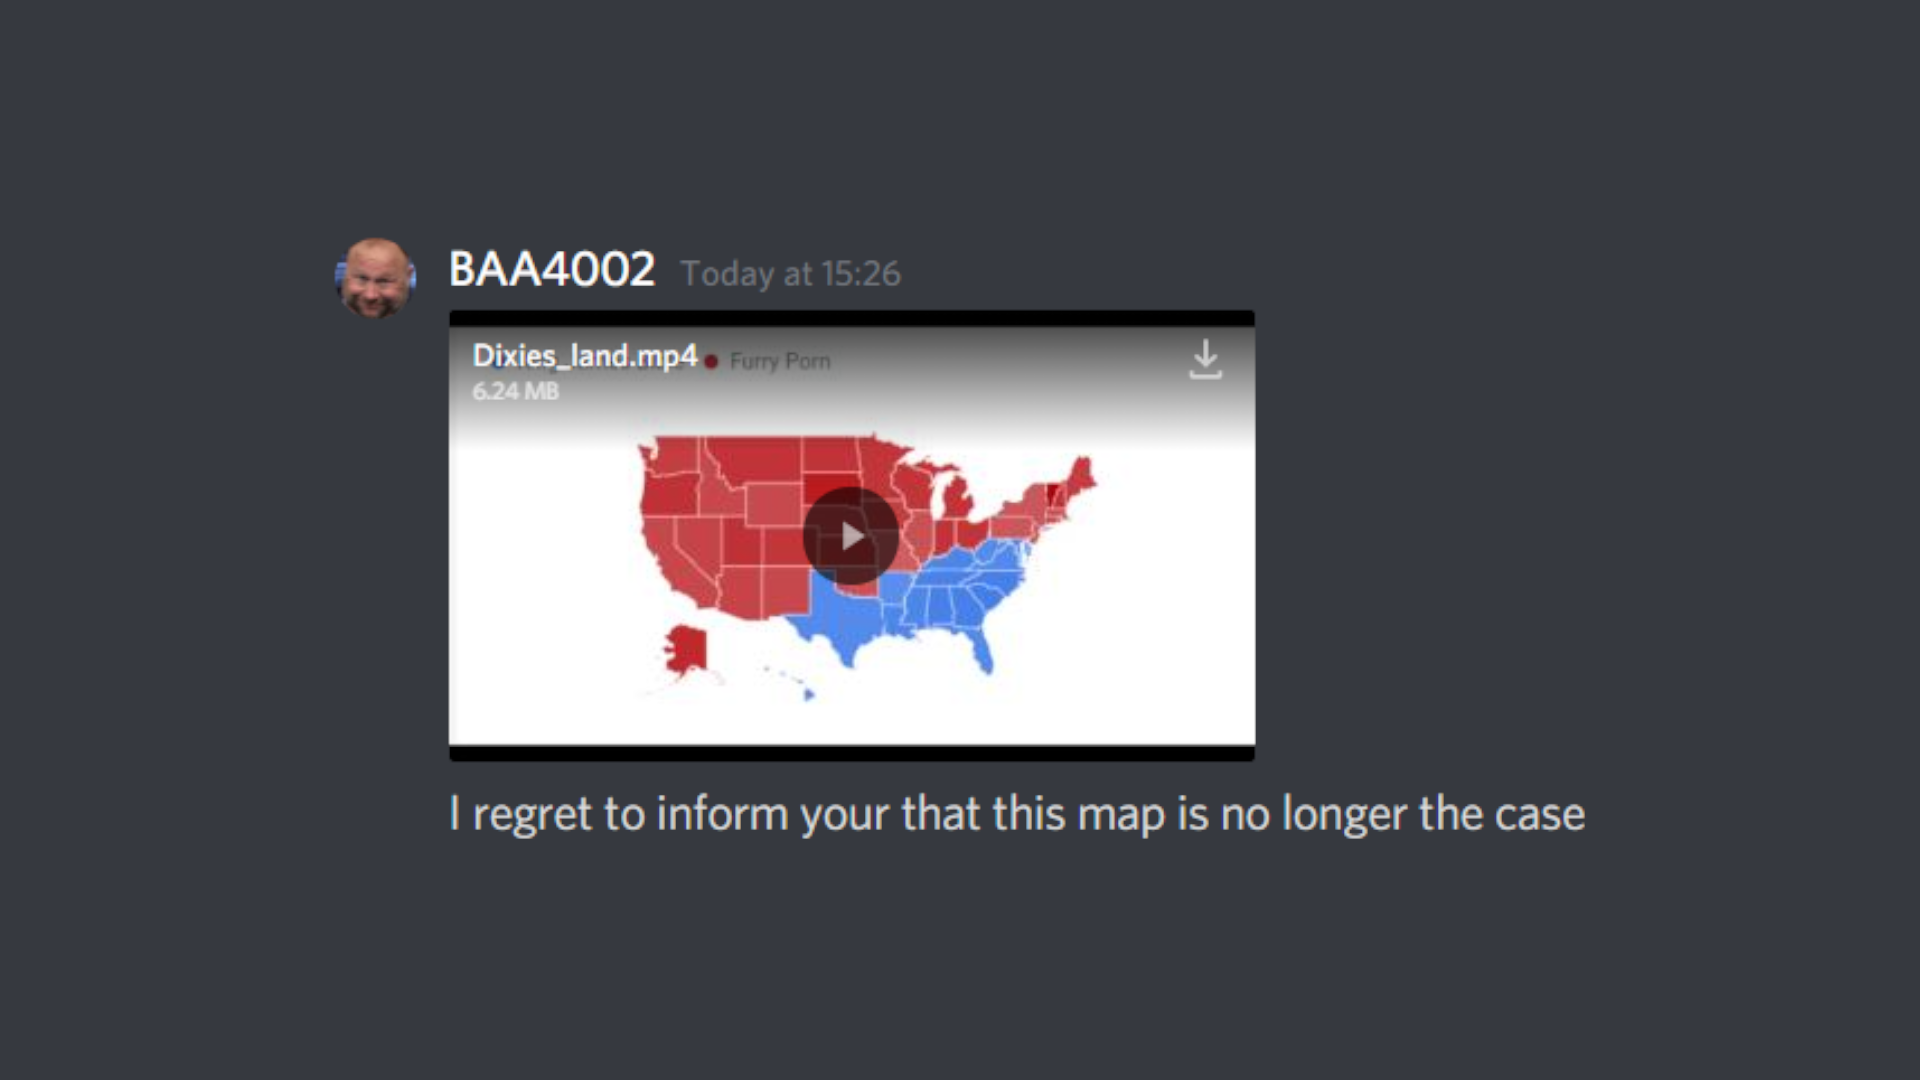 BAA4002 Today at 15:26
Dixies_land.mp4 Furry Porn
6.24 MB
I regret to inform your that this map is no longer the case